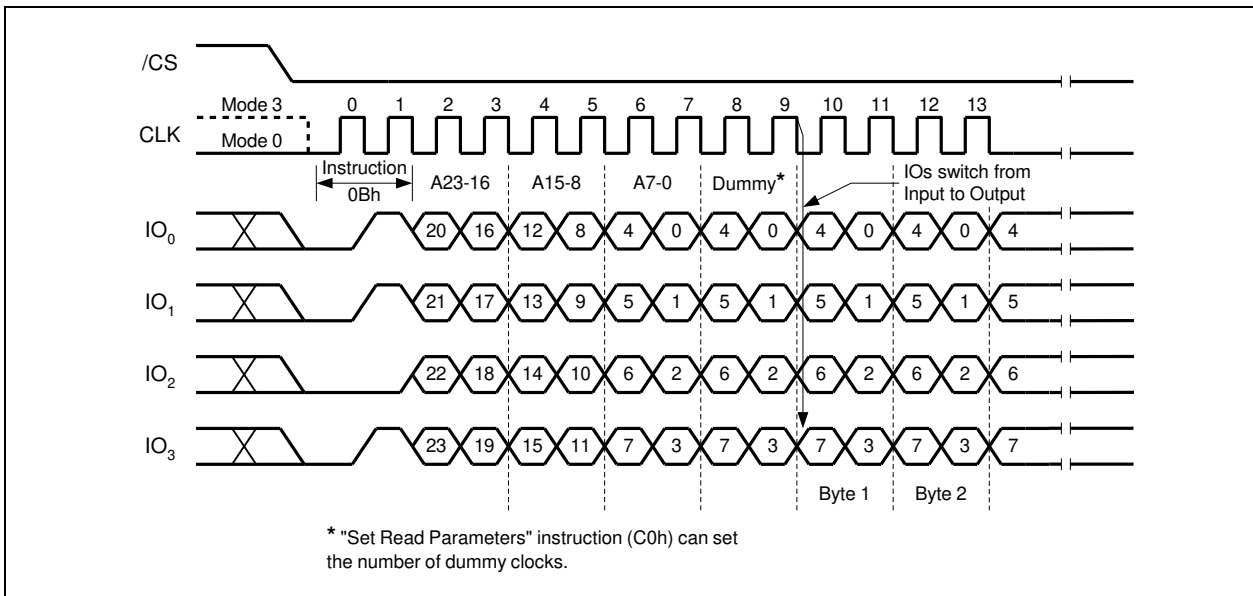 /CS
Mode 3 0 1 2 3 4 5 6 7 8 9 10 11 12 13
CLK Mode 0
Instruction
0Bh A23-16 A15-8 A7-0 Dummy* IOs switch from
Input to Output
IO₀ 20 16 12 8 4 0 4 0 4 0 4 0 4
IO₁ 21 17 13 9 5 1 5 1 5 1 5 1 5
IO₂ 22 18 14 10 6 2 6 2 6 2 6 2 6
IO₃ 23 19 15 11 7 3 7 3 7 3 7 3 7
Byte 1 Byte 2
* "Set Read Parameters" instruction (C0h) can set
the number of dummy clocks.